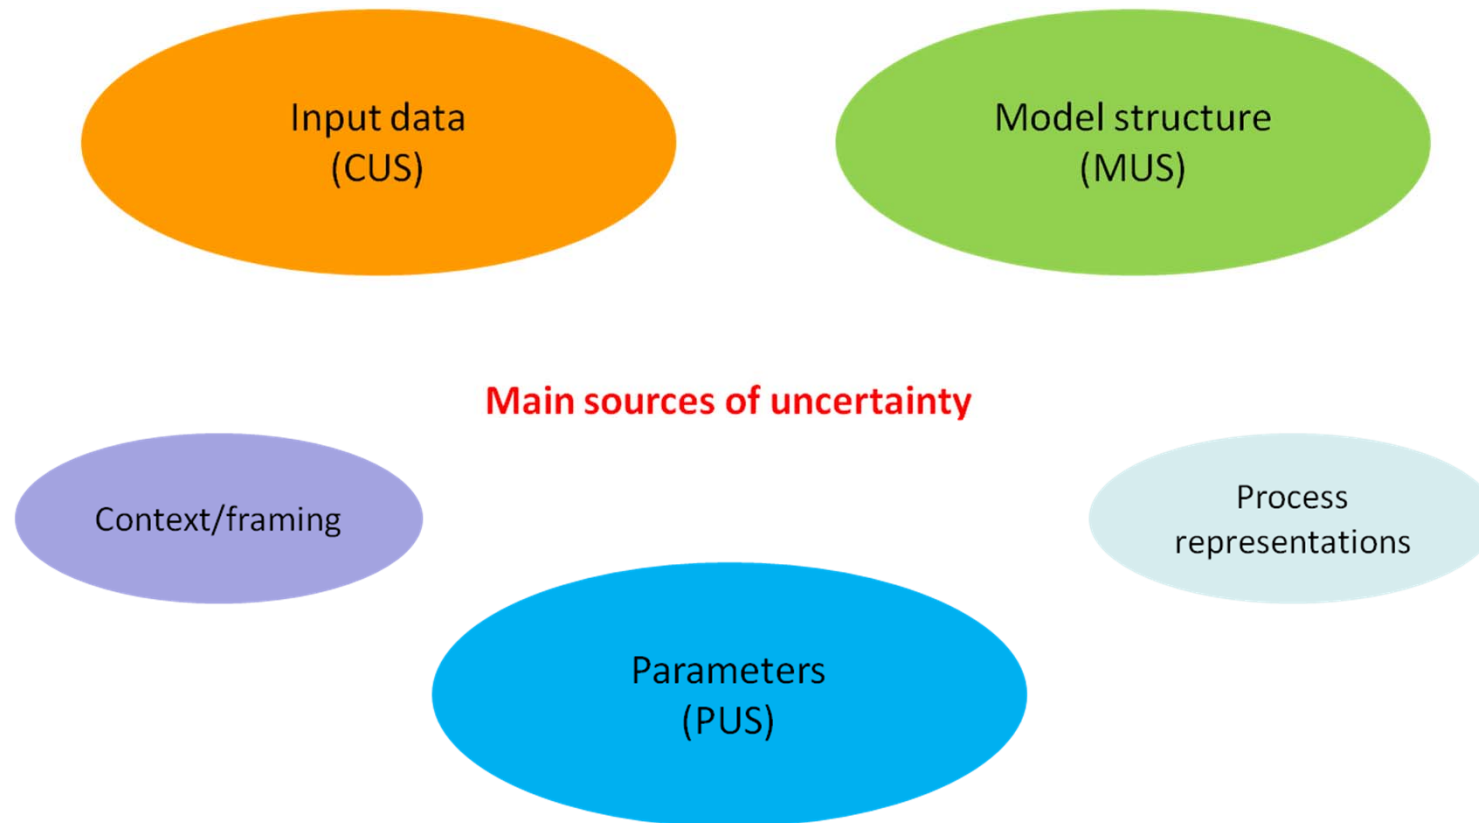 Input data
(CUS)
Model structure
(MUS)
Main sources of uncertainty
Context/framing
Process
representations
Parameters
(PUS)